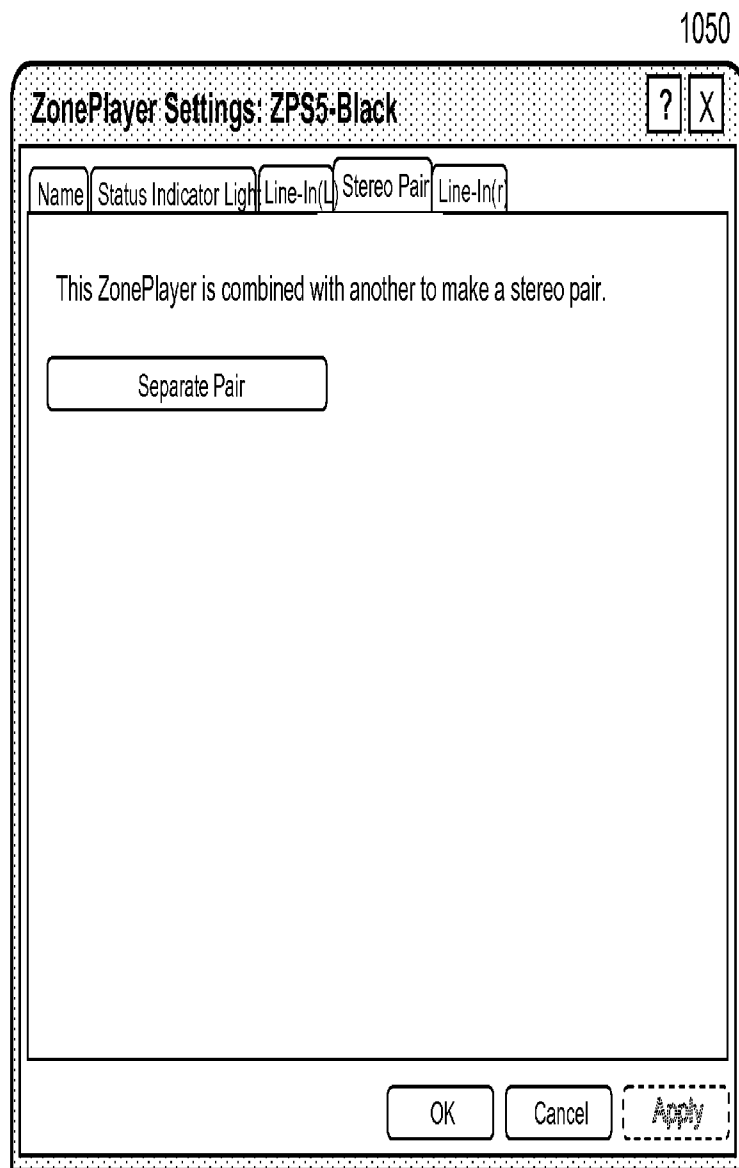 1050
ZonePlayer Settings: ZPS5-Black ? X
Name Status Indicator Ligh Line-In(L) Stereo Pair Line-In(r)
This ZonePlayer is combined with another to make a stereo pair.
Separate Pair
OK Cancel Apply